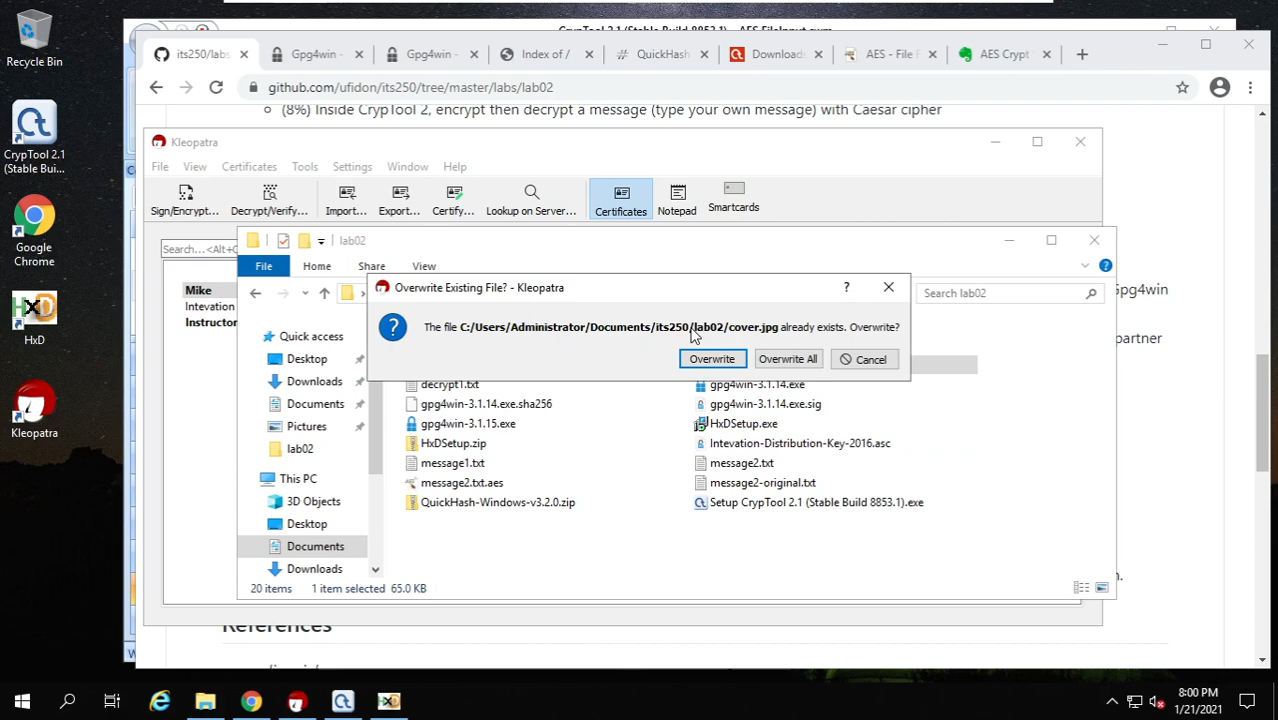 Recycle Bin
CrypTool 2.1
(Stable Bui...
Google
Chrome
HxD
Kleopatra
CrypTool 2.1 (Stable Build 8853.1)
its250/labs
Gpg4win -
Gpg4win -
Index of /
QuickHash
Downloads
AES - File F
AES Crypt
github.com/ufidon/its250/tree/master/labs/lab02
(8%) Inside CrypTool 2, encrypt then decrypt a message (type your own message) with Caesar cipher
Kleopatra
File View Certificates Tools Settings Window Help
Sign/Encrypt... Decrypt/Verify... Import... Export... Certify... Lookup on Server... Certificates Notepad Smartcards
Search...<Alt+Q
Mike
Intevation
Instructor
lab02
File Home Share View
Search lab02
Overwrite Existing File? - Kleopatra
The file C:/Users/Administrator/Documents/its250/lab02/cover.jpg already exists. Overwrite?
Overwrite Overwrite All Cancel
Quick access
Desktop
Downloads
Documents
Pictures
lab02
This PC
3D Objects
Desktop
Documents
Downloads
decrypt1.txt gpg4win-3.1.14.exe
gpg4win-3.1.14.exe.sha256 gpg4win-3.1.14.exe.sig
gpg4win-3.1.15.exe HxDSetup.exe
HxDSetup.zip Intevation-Distribution-Key-2016.asc
message1.txt message2.txt
message2.txt.aes message2-original.txt
QuickHash-Windows-v3.2.0.zip Setup CrypTool 2.1 (Stable Build 8853.1).exe
20 items 1 item selected 65.0 KB
partner
References
8:00 PM
1/21/2021